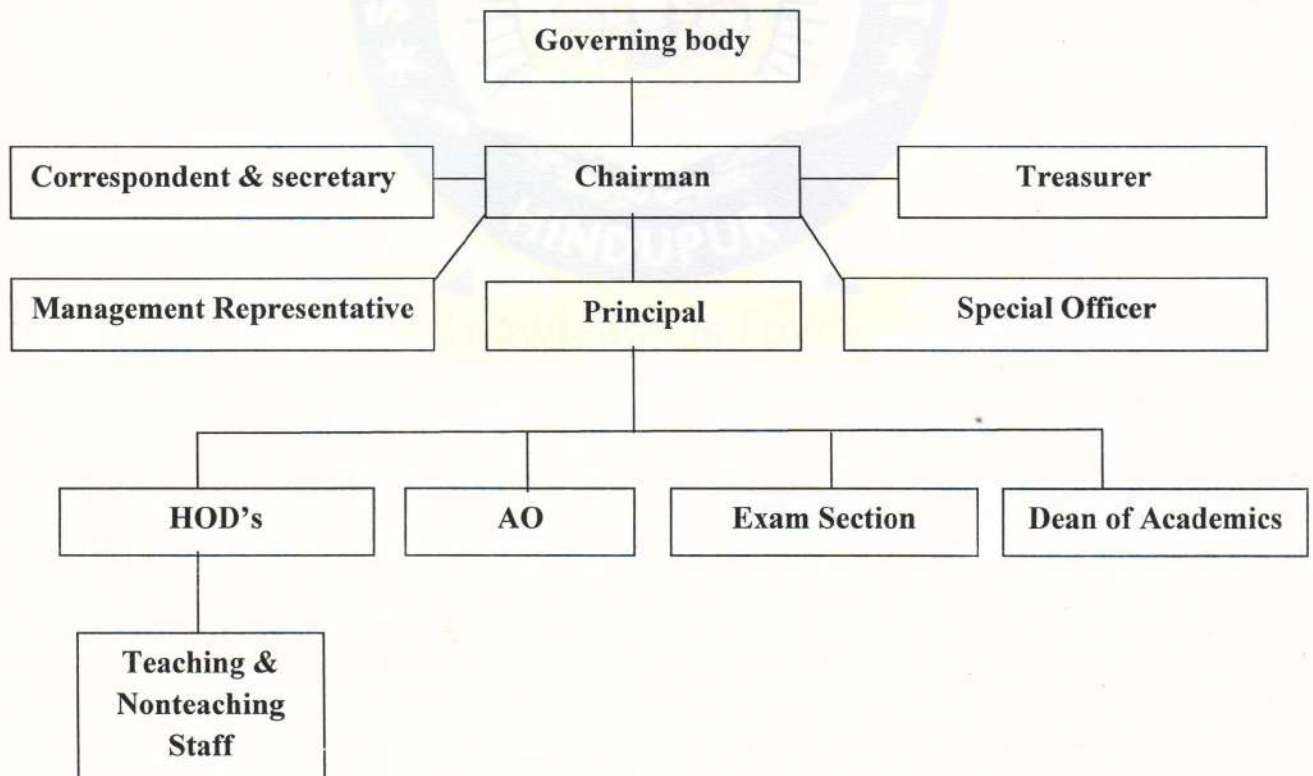 Governing body
Correspondent & secretary
Chairman
Treasurer
Management Representative
Principal
Special Officer
HOD's
AO
Exam Section
Dean of Academics
Teaching &
Nonteaching
Staff
HINDUPUR